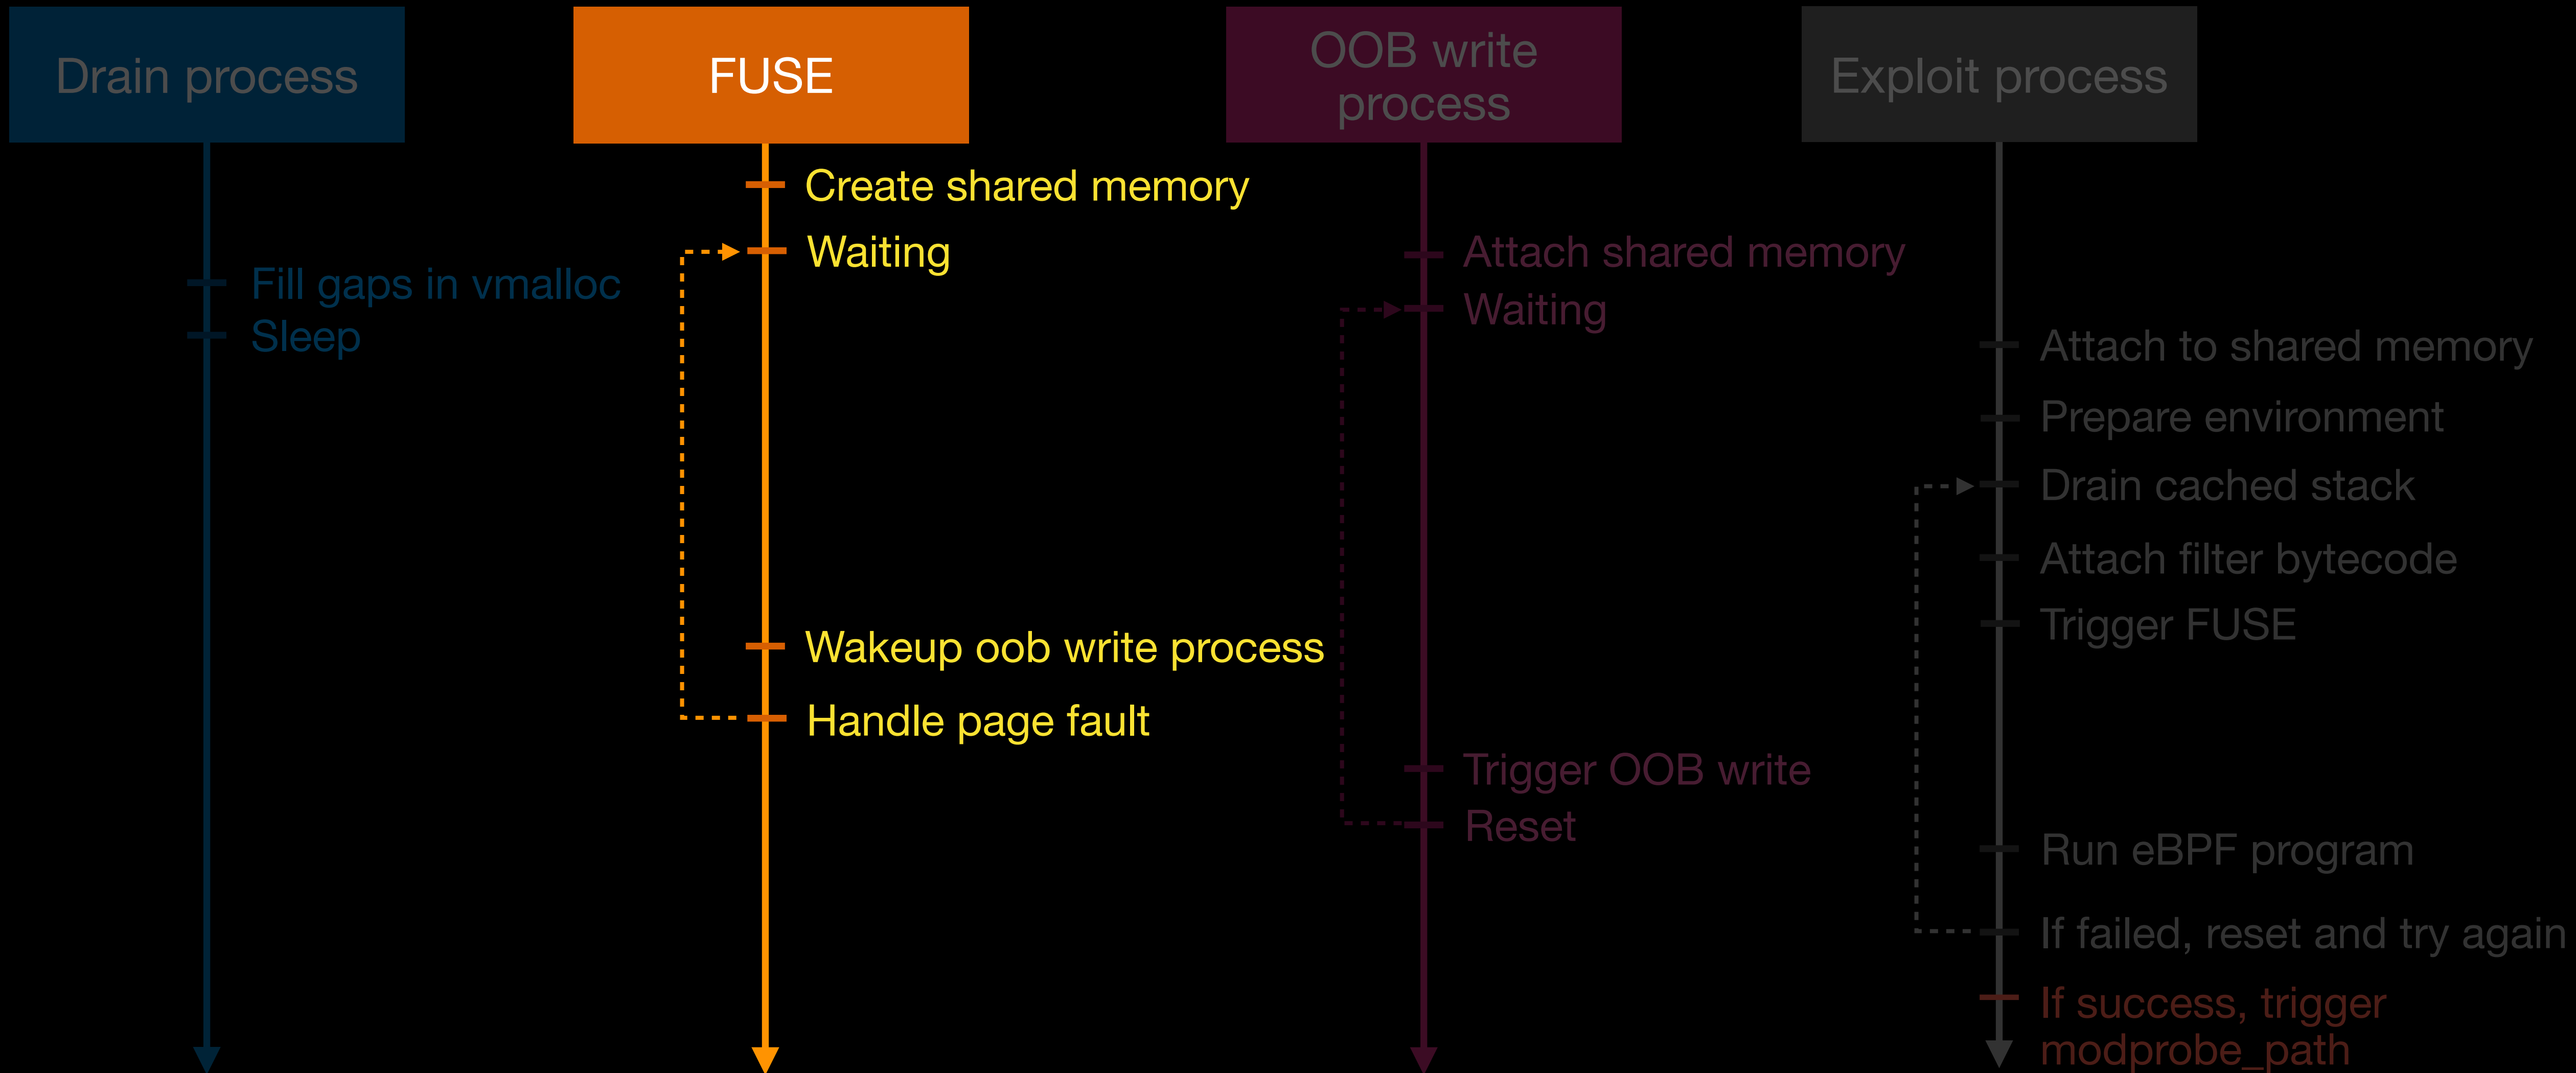 Drain process
FUSE
OOB write
process
Exploit process
Create shared memory
Waiting
Attach shared memory
Fill gaps in vmalloc
Waiting
Sleep
Attach to shared memory
Prepare environment
Drain cached stack
Attach filter bytecode
Trigger FUSE
Wakeup oob write process
Handle page fault
Trigger OOB write
Reset
Run eBPF program
If failed, reset and try again
If success, trigger
modprobe_path